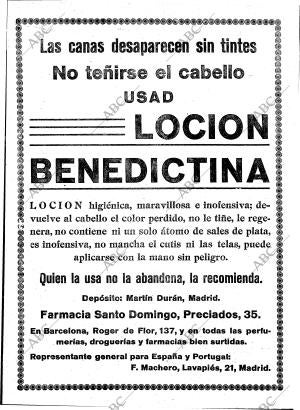 Las canas desaparecen sin tintes
No teñirse el cabello
USAD
LOCION
BENEDICTINA
LOCION higiénica, maravillosa e inofensiva; de-
vuelve al cabello el color perdido, no le tiñe, le rege-
nera, no contiene ni un solo átomo de sales de plata,
es inofensiva, no mancha el cutis ni las telas, puede
aplicarse con la mano sin peligro.
Quien la usa no la abandona, la recomienda.
Depósito: Martín Durán, Madrid.
Farmacia Santo Domingo, Preciados, 35.
En Barcelona, Roger de Flor, 137, y en todas las perfu-
merías, droguerías y farmacias bien surtidas.
Representante general para España y Portugal:
F. Machero, Lavapiés, 21, Madrid.